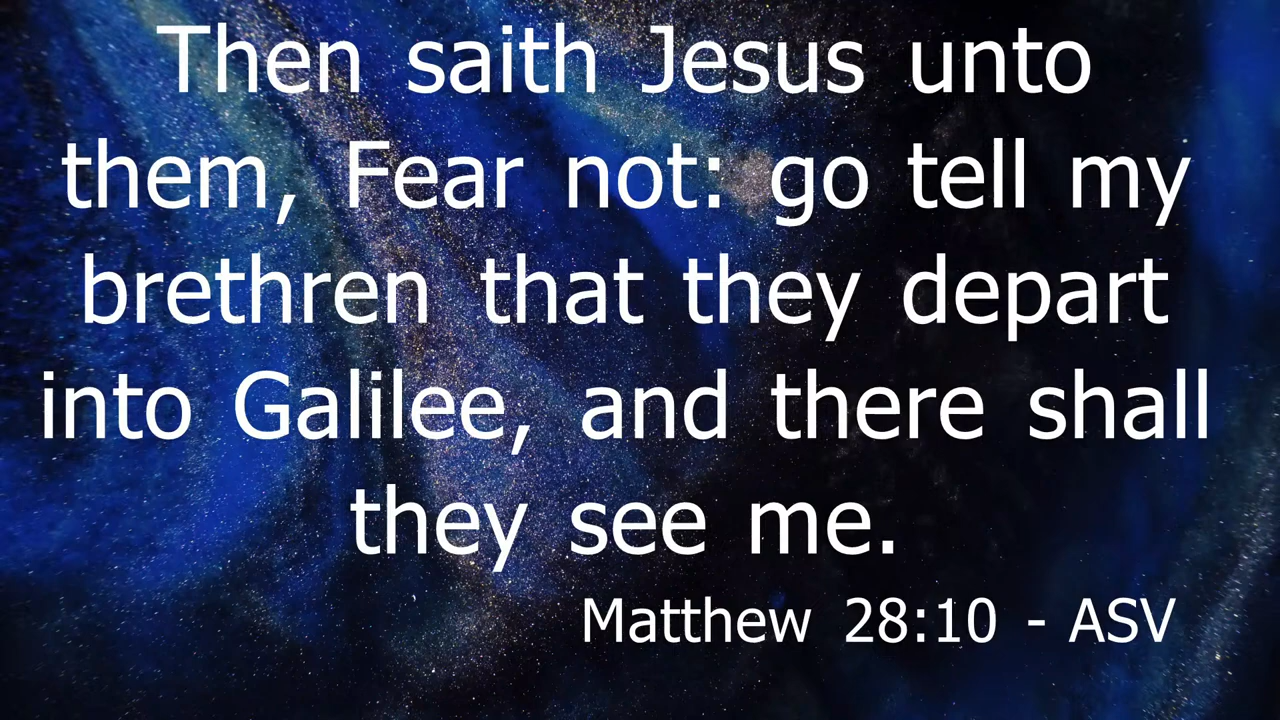 Then saith Jesus unto
them, Fear not: go tell my
brethren that they depart
into Galilee, and there shall
they see me.
Matthew 28:10 - ASV